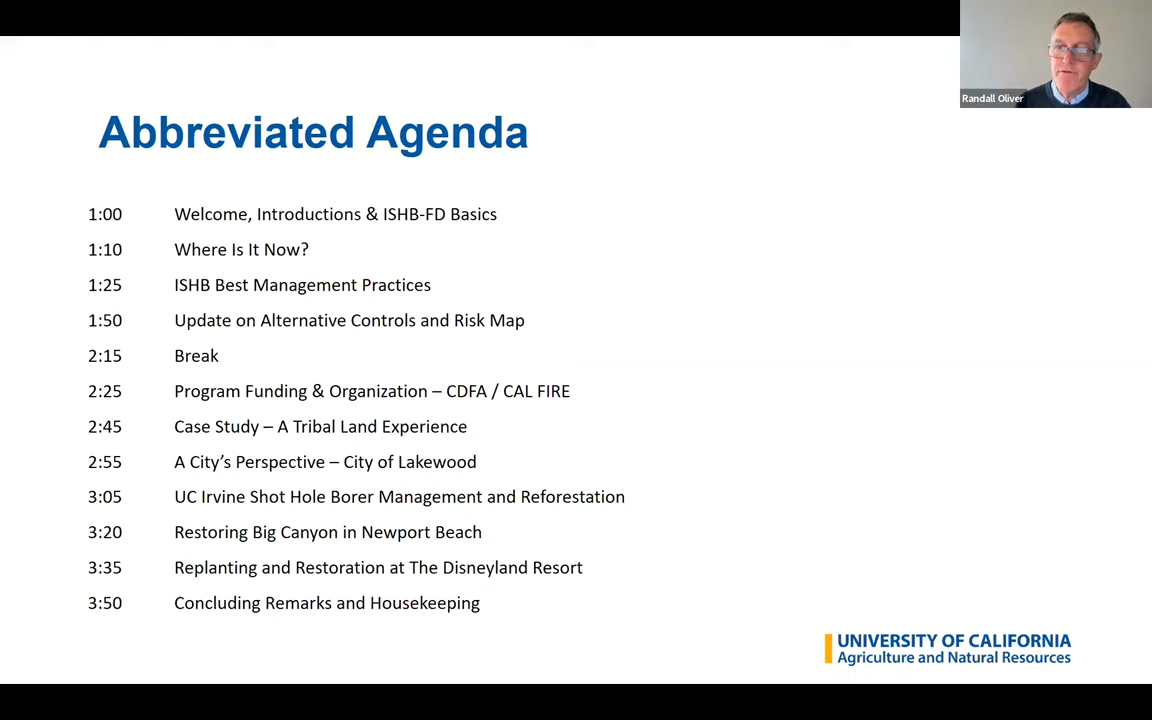 Randall Oliver
Abbreviated Agenda
1:00 Welcome, Introductions & ISHB-FD Basics
1:10 Where Is It Now?
1:25 ISHB Best Management Practices
1:50 Update on Alternative Controls and Risk Map
2:15 Break
2:25 Program Funding & Organization – CDFA / CAL FIRE
2:45 Case Study – A Tribal Land Experience
2:55 A City’s Perspective – City of Lakewood
3:05 UC Irvine Shot Hole Borer Management and Reforestation
3:20 Restoring Big Canyon in Newport Beach
3:35 Replanting and Restoration at The Disneyland Resort
3:50 Concluding Remarks and Housekeeping
UNIVERSITY OF CALIFORNIA
Agriculture and Natural Resources